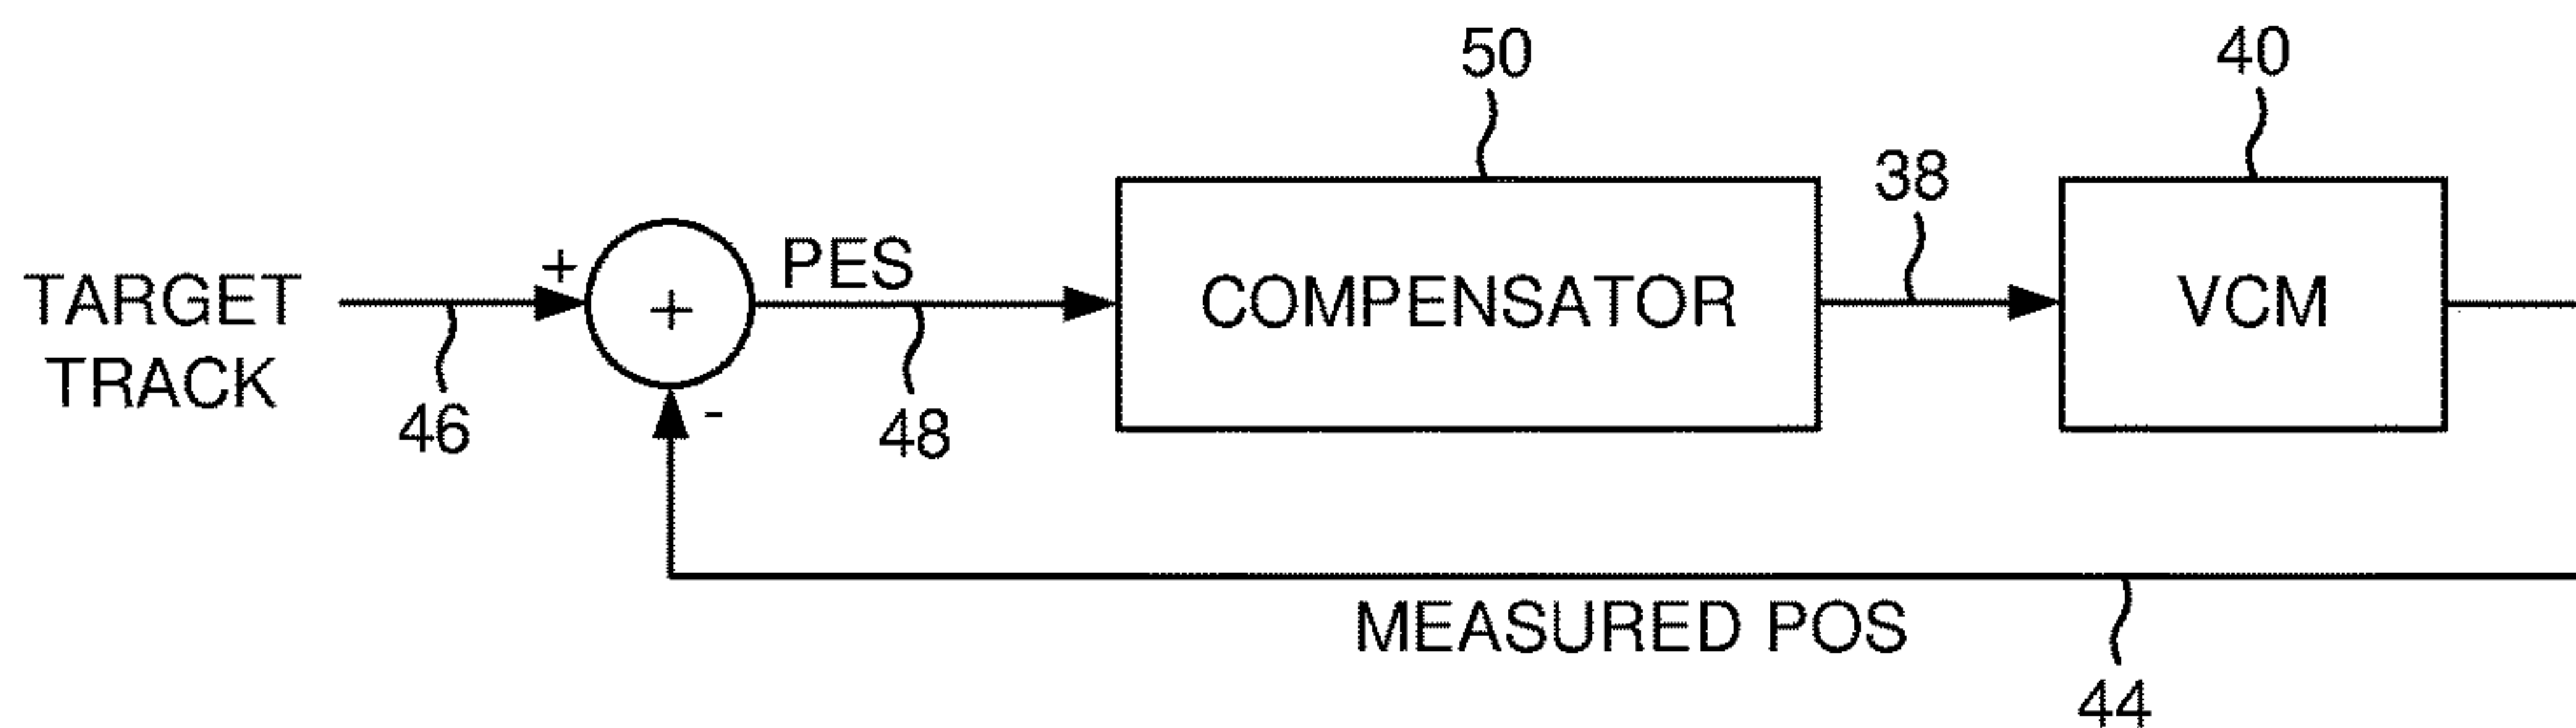 50
40
38
+
PES
TARGET
TRACK
+
COMPENSATOR
VCM
-
46
48
MEASURED POS
44